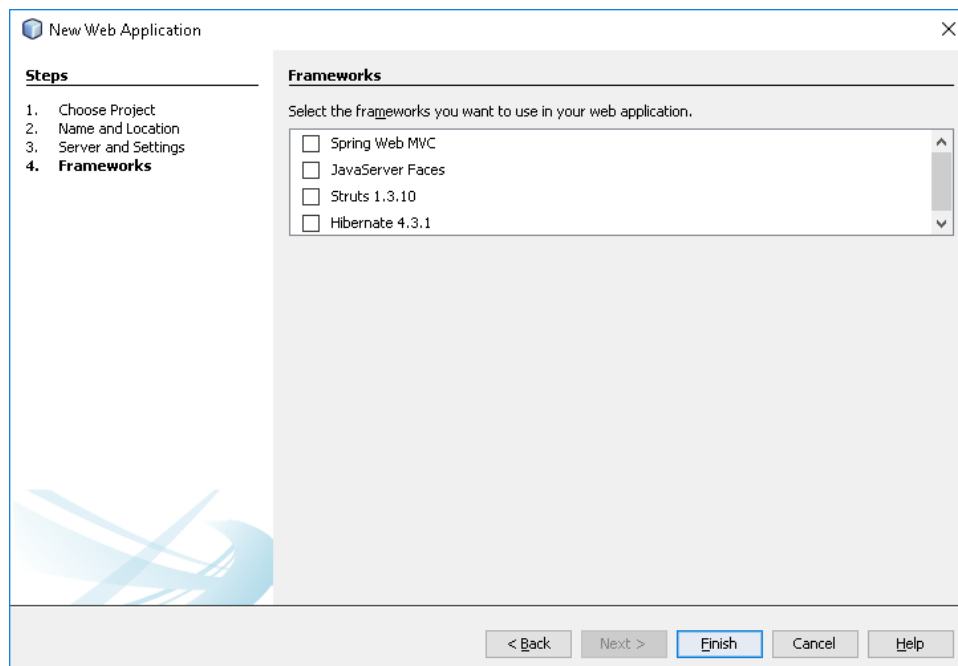 New Web Application
Steps
1. Choose Project
2. Name and Location
3. Server and Settings
4. Frameworks
Frameworks
Select the frameworks you want to use in your web application.
Spring Web MVC
JavaServer Faces
Struts 1.3.10
Hibernate 4.3.1
< Back Next > Finish Cancel Help